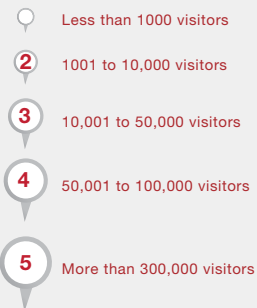 Less than 1000 visitors
2 1001 to 10,000 visitors
3 10,001 to 50,000 visitors
4 50,001 to 100,000 visitors
5 More than 300,000 visitors